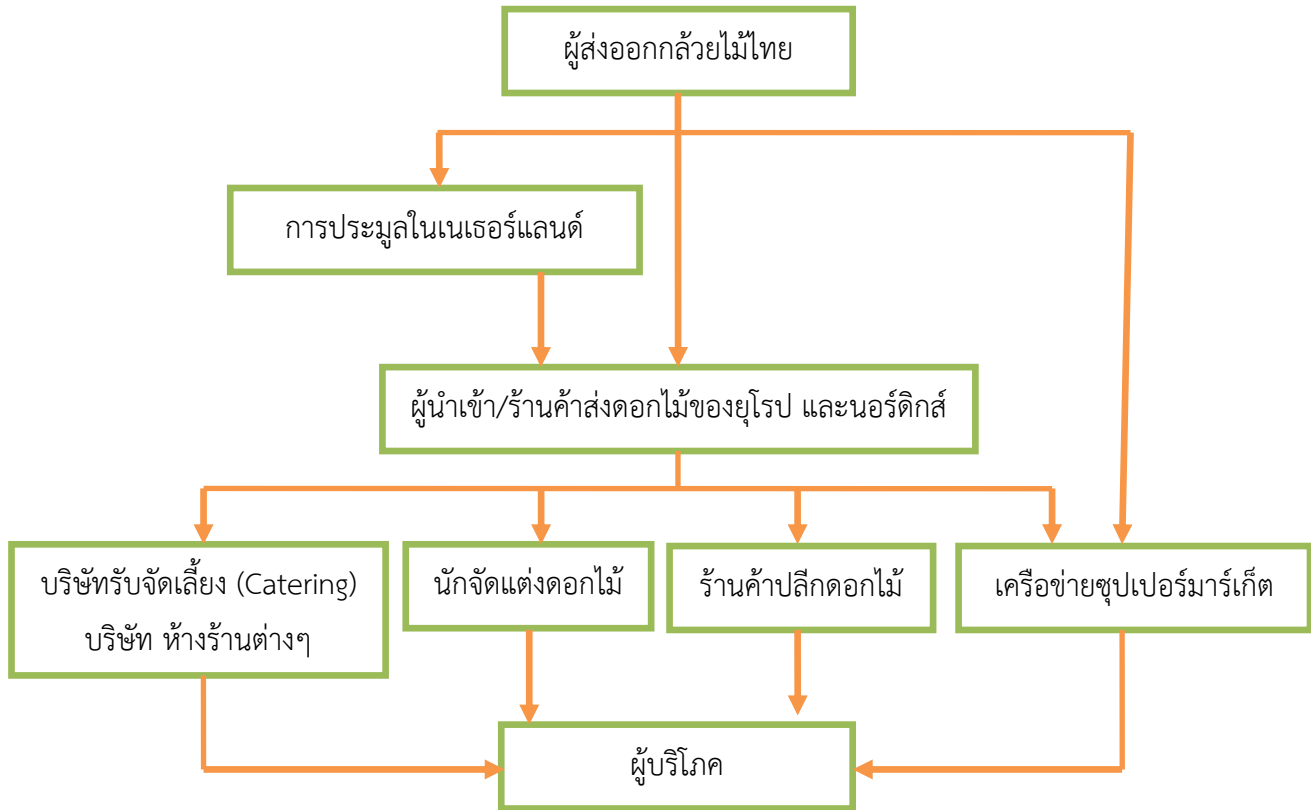 ผู้ส่งออกกล้วยไม้ไทย
การประมูลในเนเธอร์แลนด์
ผู้นำเข้า/ร้านค้าส่งดอกไม้ของยุโรป และนอร์ดิกส์
บริษัทรับจัดเลี้ยง (Catering)
บริษัท ห้างร้านต่างๆ
นักจัดแต่งดอกไม้
ร้านค้าปลีกดอกไม้
เครือข่ายซุปเปอร์มาร์เก็ต
ผู้บริโภค